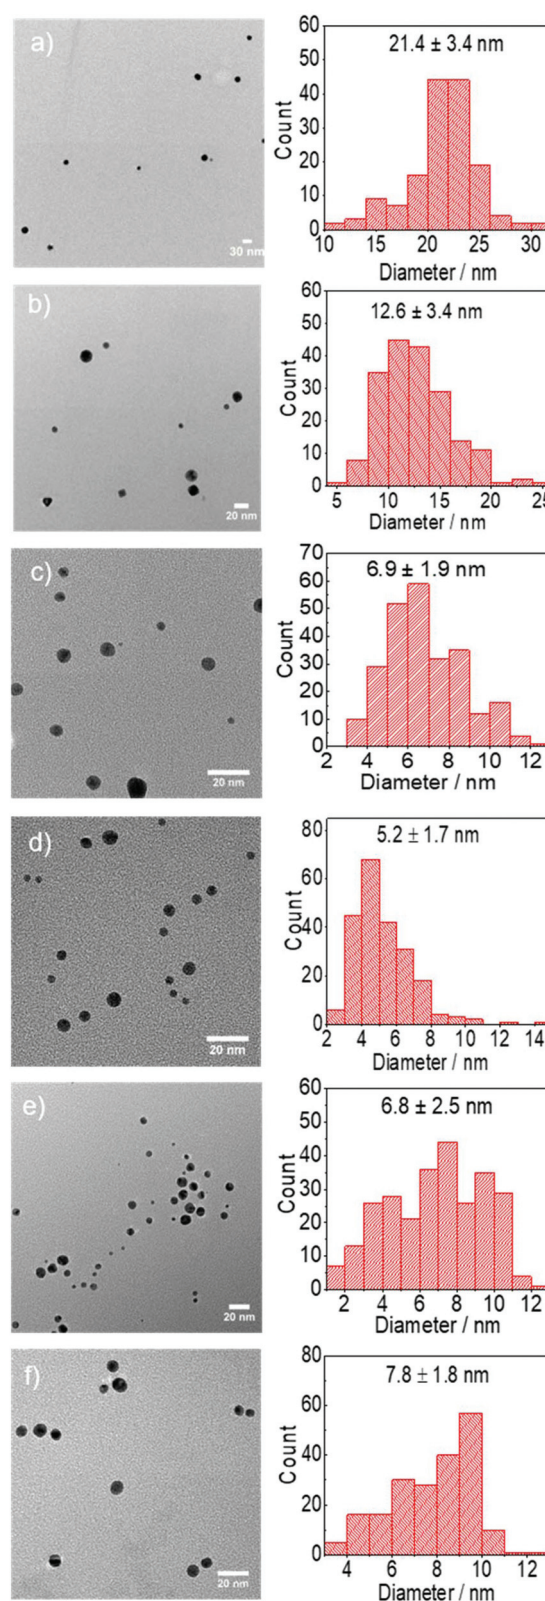 a)
30 nm
21.4 ± 3.4 nm
60
50
40
30
20
10
0
Count
10 15 20 25 30
Diameter / nm
b)
20 nm
12.6 ± 3.4 nm
60
50
40
30
20
10
0
Count
5 10 15 20 25
Diameter / nm
c)
20 nm
6.9 ± 1.9 nm
70
60
50
40
30
20
10
0
Count
2 4 6 8 10 12
Diameter / nm
d)
20 nm
5.2 ± 1.7 nm
80
60
40
20
0
Count
2 4 6 8 10 12 14
Diameter / nm
e)
20 nm
6.8 ± 2.5 nm
60
50
40
30
20
10
0
Count
2 4 6 8 10 12
Diameter / nm
f)
20 nm
7.8 ± 1.8 nm
80
60
40
20
0
Count
4 6 8 10 12
Diameter / nm